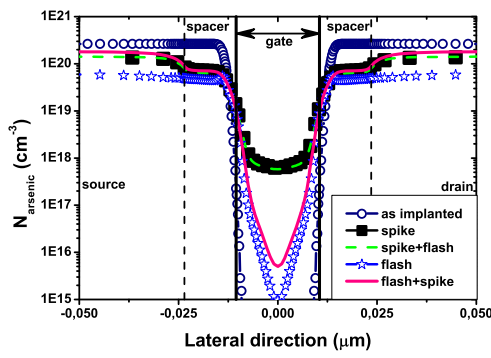 spacer
spacer
gate
1E21
1E20
1E19
1E18
1E17
1E16
1E15
N arsenic (cm-3)
source
drain
as implanted
spike
spike+flash
flash
flash+spike
-0,050
-0,025
0,000
0,025
0,050
Lateral direction (μm)